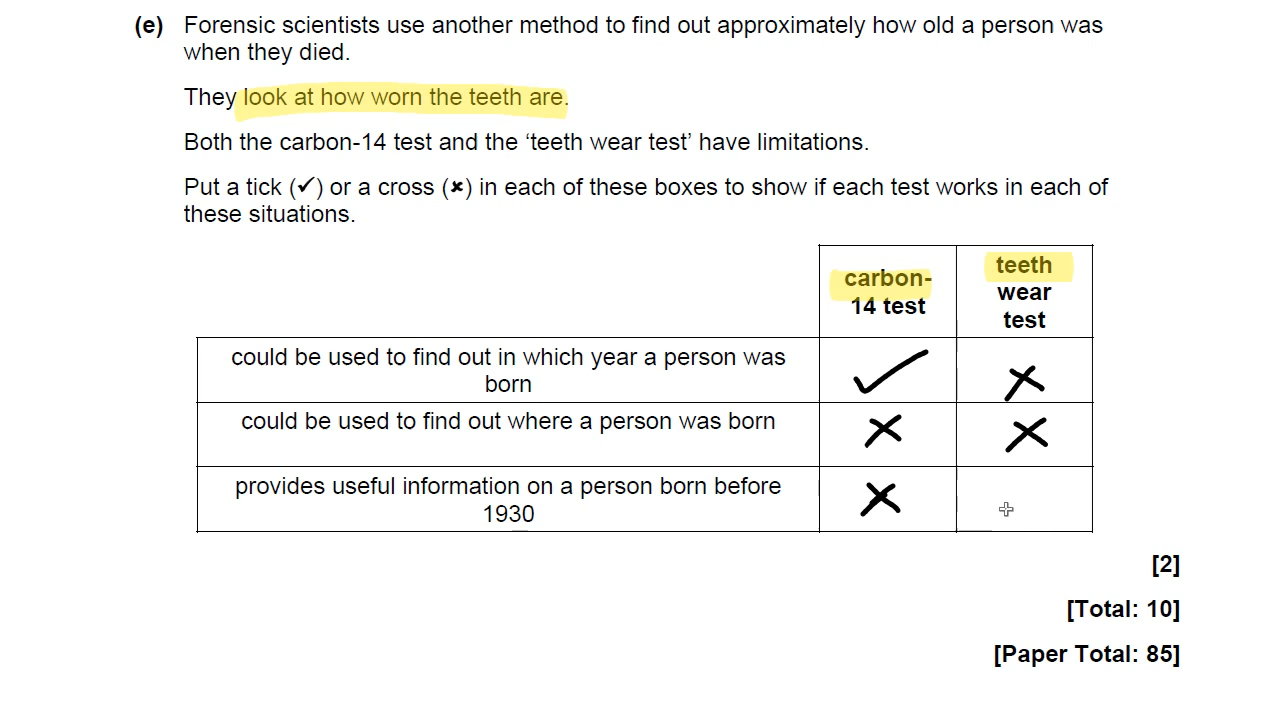 (e) Forensic scientists use another method to find out approximately how old a person was
when they died.
They look at how worn the teeth are.
Both the carbon-14 test and the ‘teeth wear test’ have limitations.
Put a tick (✓) or a cross (✗) in each of these boxes to show if each test works in each of
these situations.
carbon-
14 test
teeth
wear
test
could be used to find out in which year a person was
born
✓ ✗
could be used to find out where a person was born
✗ ✗
provides useful information on a person born before
1930
✗
[2]
[Total: 10]
[Paper Total: 85]